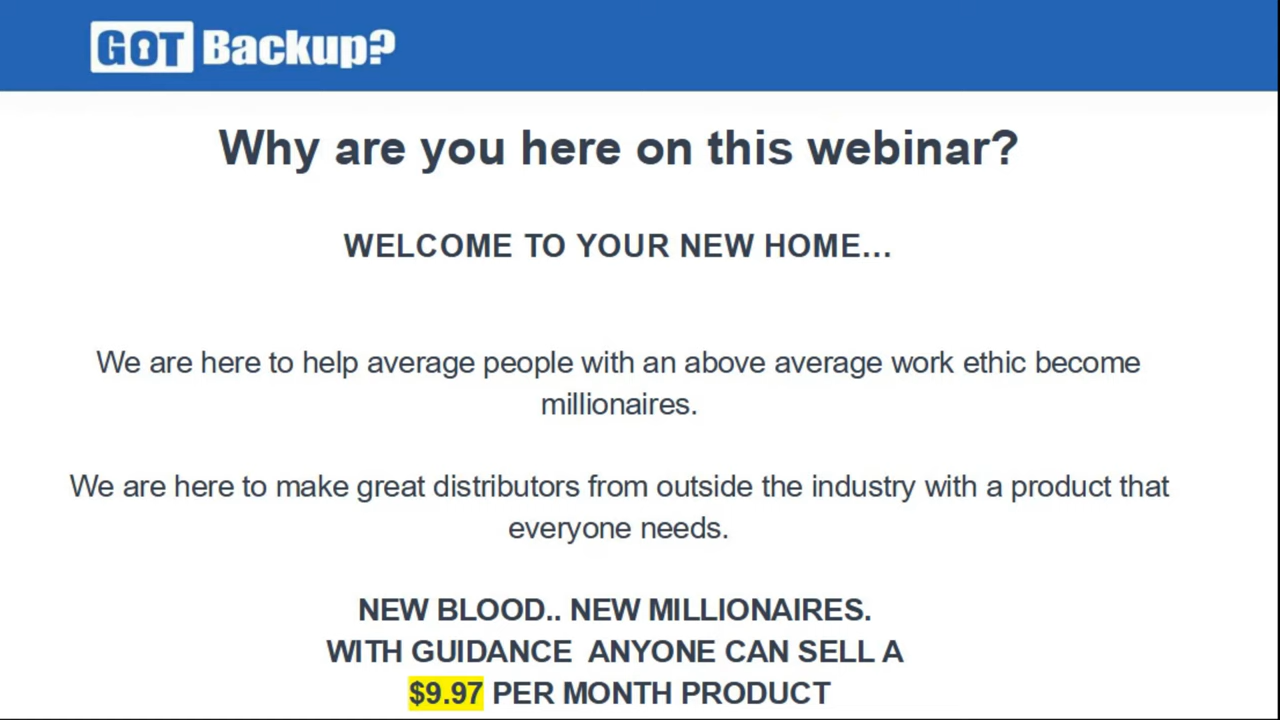 GOT Backup?
Why are you here on this webinar?
WELCOME TO YOUR NEW HOME...
We are here to help average people with an above average work ethic become
millionaires.
We are here to make great distributors from outside the industry with a product that
everyone needs.
NEW BLOOD.. NEW MILLIONAIRES.
WITH GUIDANCE  ANYONE CAN SELL A
$9.97 PER MONTH PRODUCT